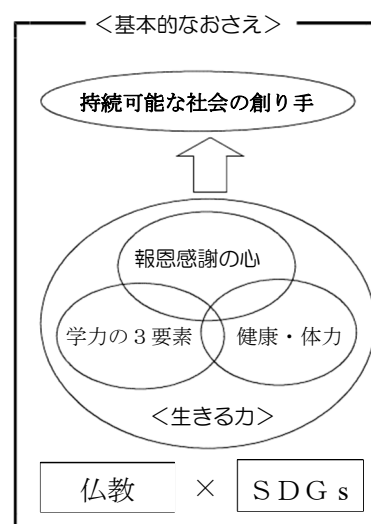 ＜基本的なおさえ＞
持続可能な社会の創り手
報恩感謝の心
学力の３要素
健康・体力
＜生きる力＞
仏教 × ＳＤＧｓ